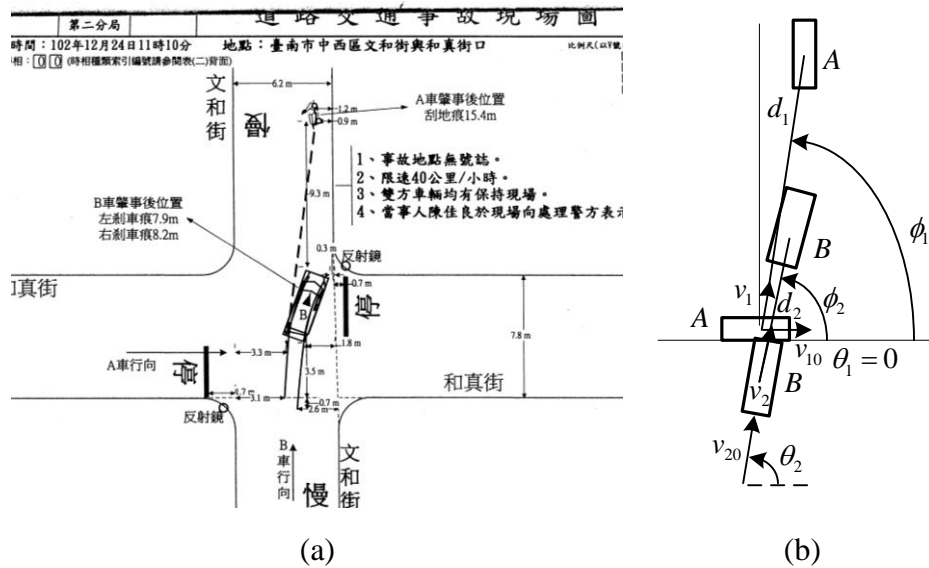 第二分局
道路交通事故現場圖
時間：102年12月24日11時10分
地點：臺南市中西區文和街與和真街口
相：00 (時相種類索引編號請參閱表(二)背面)
6.2 m
文和街
慢
1.2 m
0.9 m
A車肇事後位置
刮地痕15.4m
1、事故地點無號誌。
2、限速40公里/小時。
3、雙方車輛均有保持現場。
4、當事人陳佳良於現場向處理警方表示
9.3 m
B車肇事後位置
左剎車痕7.9m
右剎車痕8.2m
0.3 m
反射鏡
0.7 m
和真街
停
B
7.8 m
A車行向
3.3 m
1.8 m
停
3.5 m
和真街
1.7 m
3.1 m
0.7 m
2.6 m
反射鏡
B車行向
慢
文和街
(a)
A
d1
B
ϕ1
v1
d2
ϕ2
A
v10
θ1 = 0
v2
B
v20
θ2
(b)